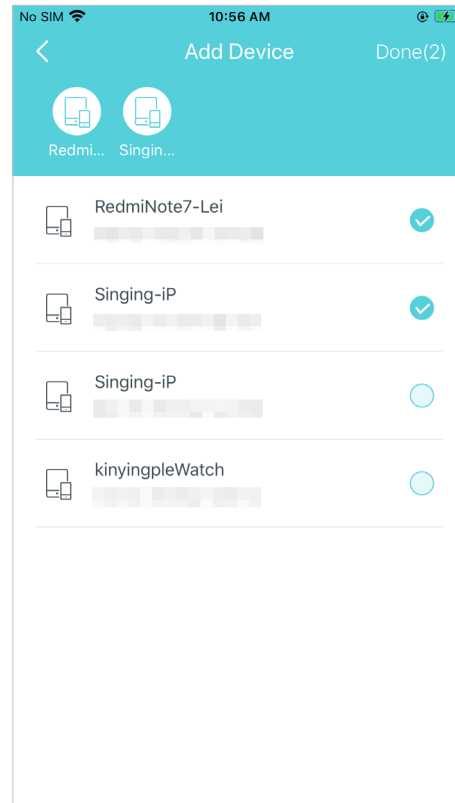 No SIM 10:56 AM
Add Device Done(2)
Redmi... Singin...
RedmiNote7-Lei
Singing-iP
Singing-iP
kinyingpleWatch